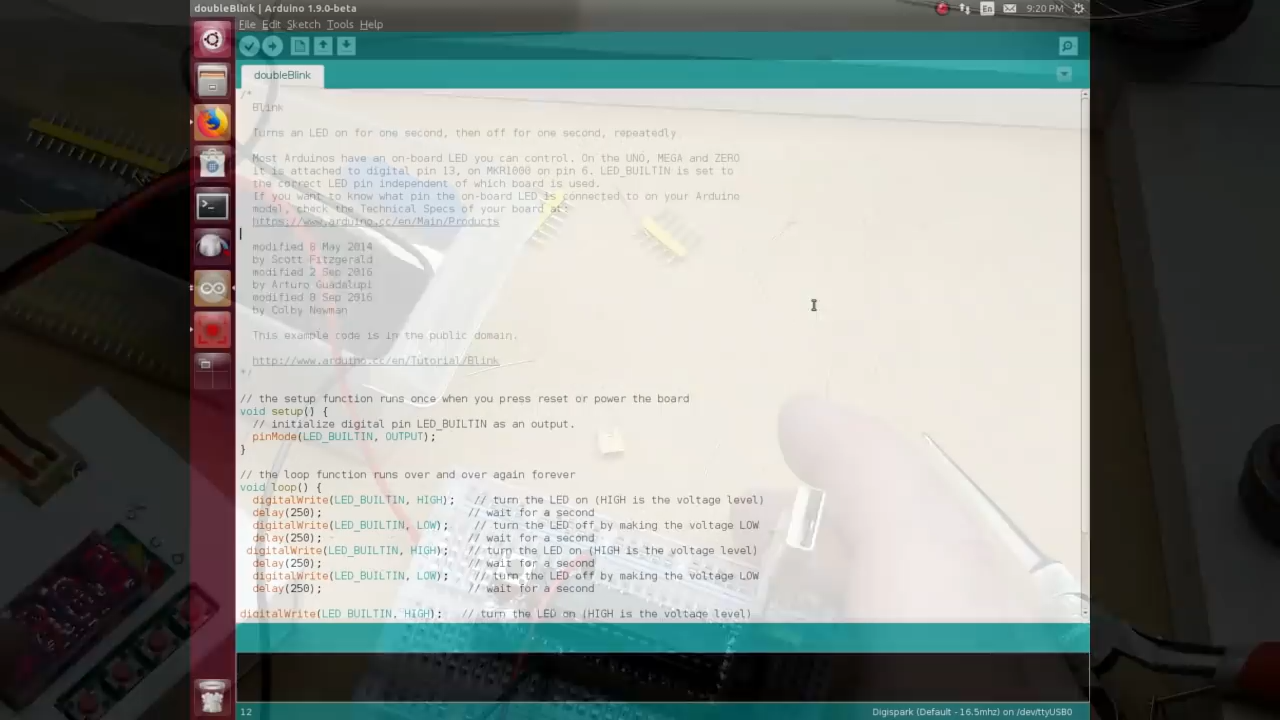 doubleBlink | Arduino 1.9.0-beta
En
9:20 PM
File Edit Sketch Tools Help
doubleBlink
/*
Blink
Turns an LED on for one second, then off for one second, repeatedly.
Most Arduinos have an on-board LED you can control. On the UNO, MEGA and ZERO
it is attached to digital pin 13, on MKR1000 on pin 6. LED_BUILTIN is set to
the correct LED pin independent of which board is used.
If you want to know what pin the on-board LED is connected to on your Arduino
model, check the Technical Specs of your board at:
https://www.arduino.cc/en/Main/Products
modified 8 May 2014
by Scott Fitzgerald
modified 2 Sep 2016
by Arturo Guadalupi
modified 8 Sep 2016
by Colby Newman
This example code is in the public domain.
http://www.arduino.cc/en/Tutorial/Blink
*/
// the setup function runs once when you press reset or power the board
void setup() {
// initialize digital pin LED_BUILTIN as an output.
pinMode(LED_BUILTIN, OUTPUT);
}
// the loop function runs over and over again forever
void loop() {
digitalWrite(LED_BUILTIN, HIGH); // turn the LED on (HIGH is the voltage level)
delay(250); // wait for a second
digitalWrite(LED_BUILTIN, LOW); // turn the LED off by making the voltage LOW
delay(250); // wait for a second
digitalWrite(LED_BUILTIN, HIGH); // turn the LED on (HIGH is the voltage level)
delay(250); // wait for a second
digitalWrite(LED_BUILTIN, LOW); // turn the LED off by making the voltage LOW
delay(250); // wait for a second
digitalWrite(LED_BUILTIN, HIGH); // turn the LED on (HIGH is the voltage level)
12
Digispark (Default - 16.5mhz) on /dev/ttyUSB0